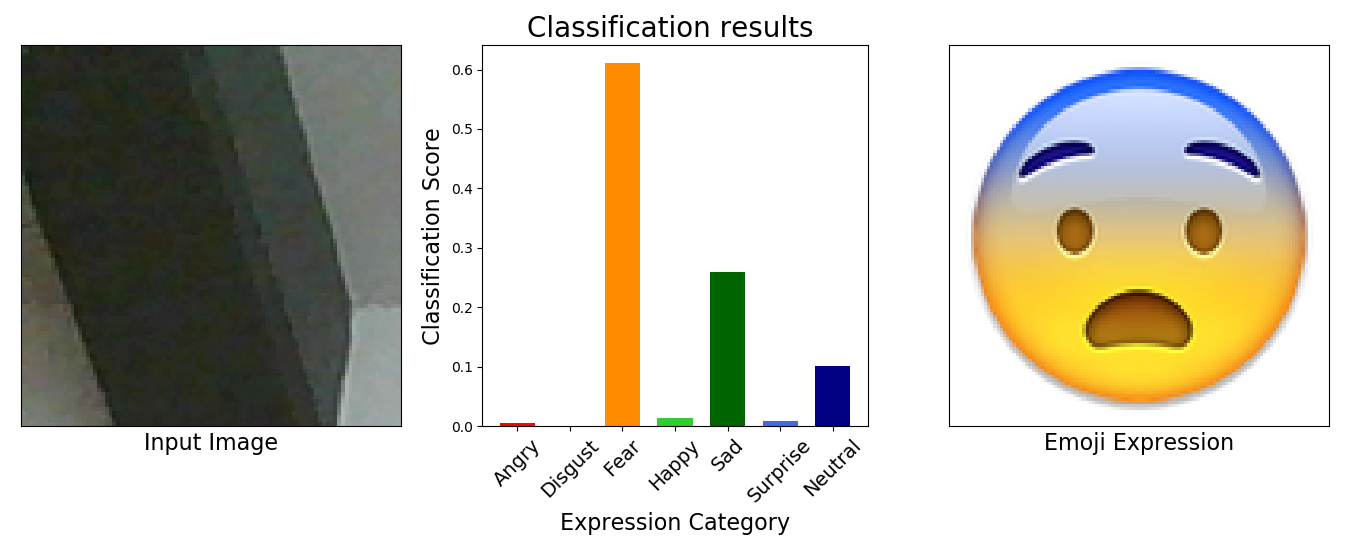 Classification results
Classification Score
0.6
0.5
0.4
0.3
0.2
0.1
0.0
Angry
Disgust
Fear
Happy
Sad
Surprise
Neutral
Expression Category
Input Image
Emoji Expression